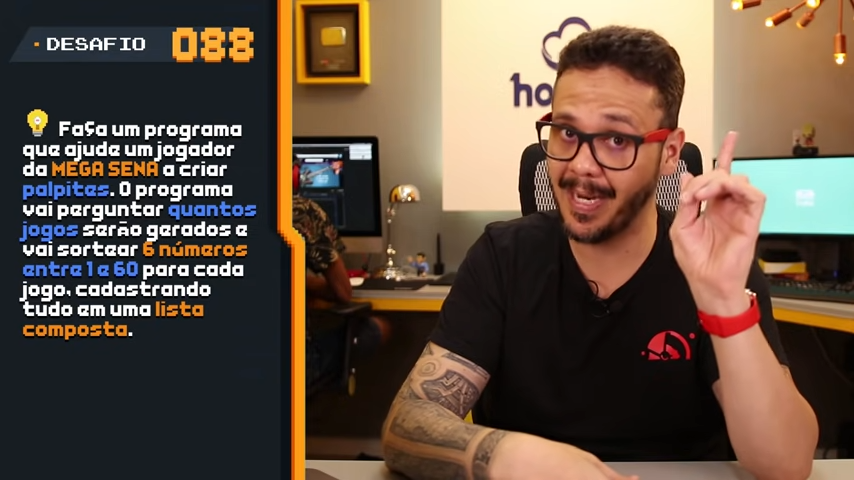 DESAFIO 088
Faça um programa
que ajude um jogador
da MEGA SENA a criar
palpites. O programa
vai perguntar quantos
jogos serão gerados e
vai sortear 6 números
entre 1 e 60 para cada
jogo, cadastrando
tudo em uma lista
composta.